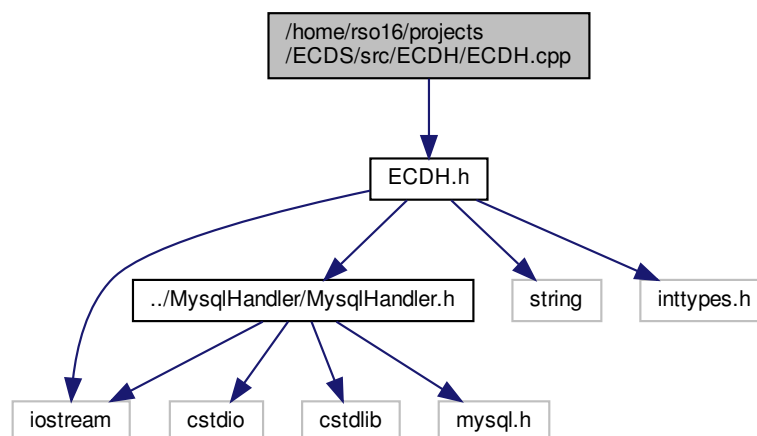 /home/rso16/projects
/ECDS/src/ECDH/ECDH.cpp
ECDH.h
../MysqlHandler/MysqlHandler.h
string
inttypes.h
iostream
cstdio
cstdlib
mysql.h